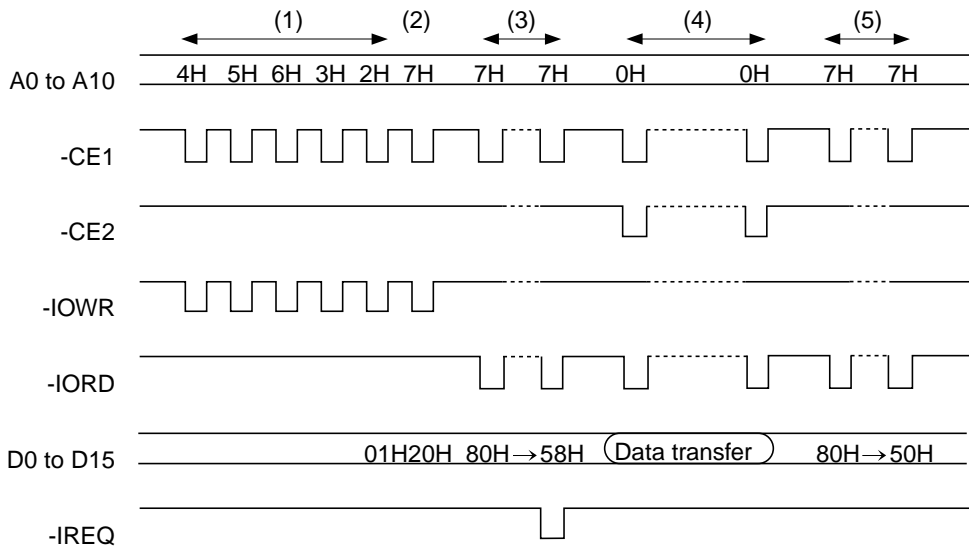 (1) (2) (3) (4) (5)
A0 to A10 4H 5H 6H 3H 2H 7H 7H 7H 0H 0H 7H 7H
-CE1
-CE2
-IOWR
-IORD
D0 to D15 01H20H 80H→58H Data transfer 80H→50H
-IREQ